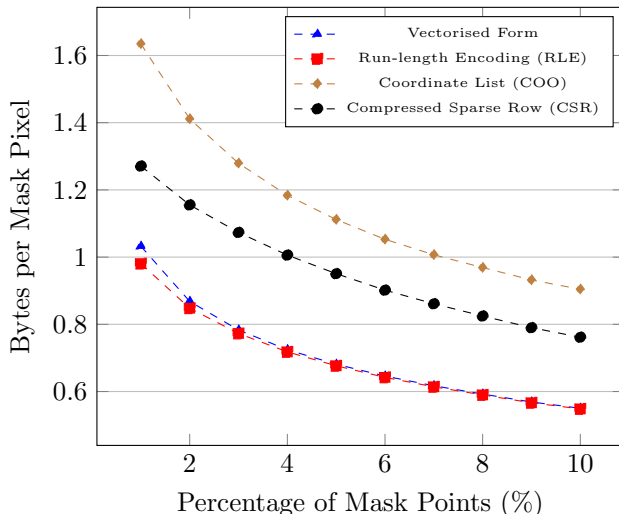 Vectorised Form
Run-length Encoding (RLE)
Coordinate List (COO)
Compressed Sparse Row (CSR)
Bytes per Mask Pixel
1.6
1.4
1.2
1
0.8
0.6
2 4 6 8 10
Percentage of Mask Points (%)